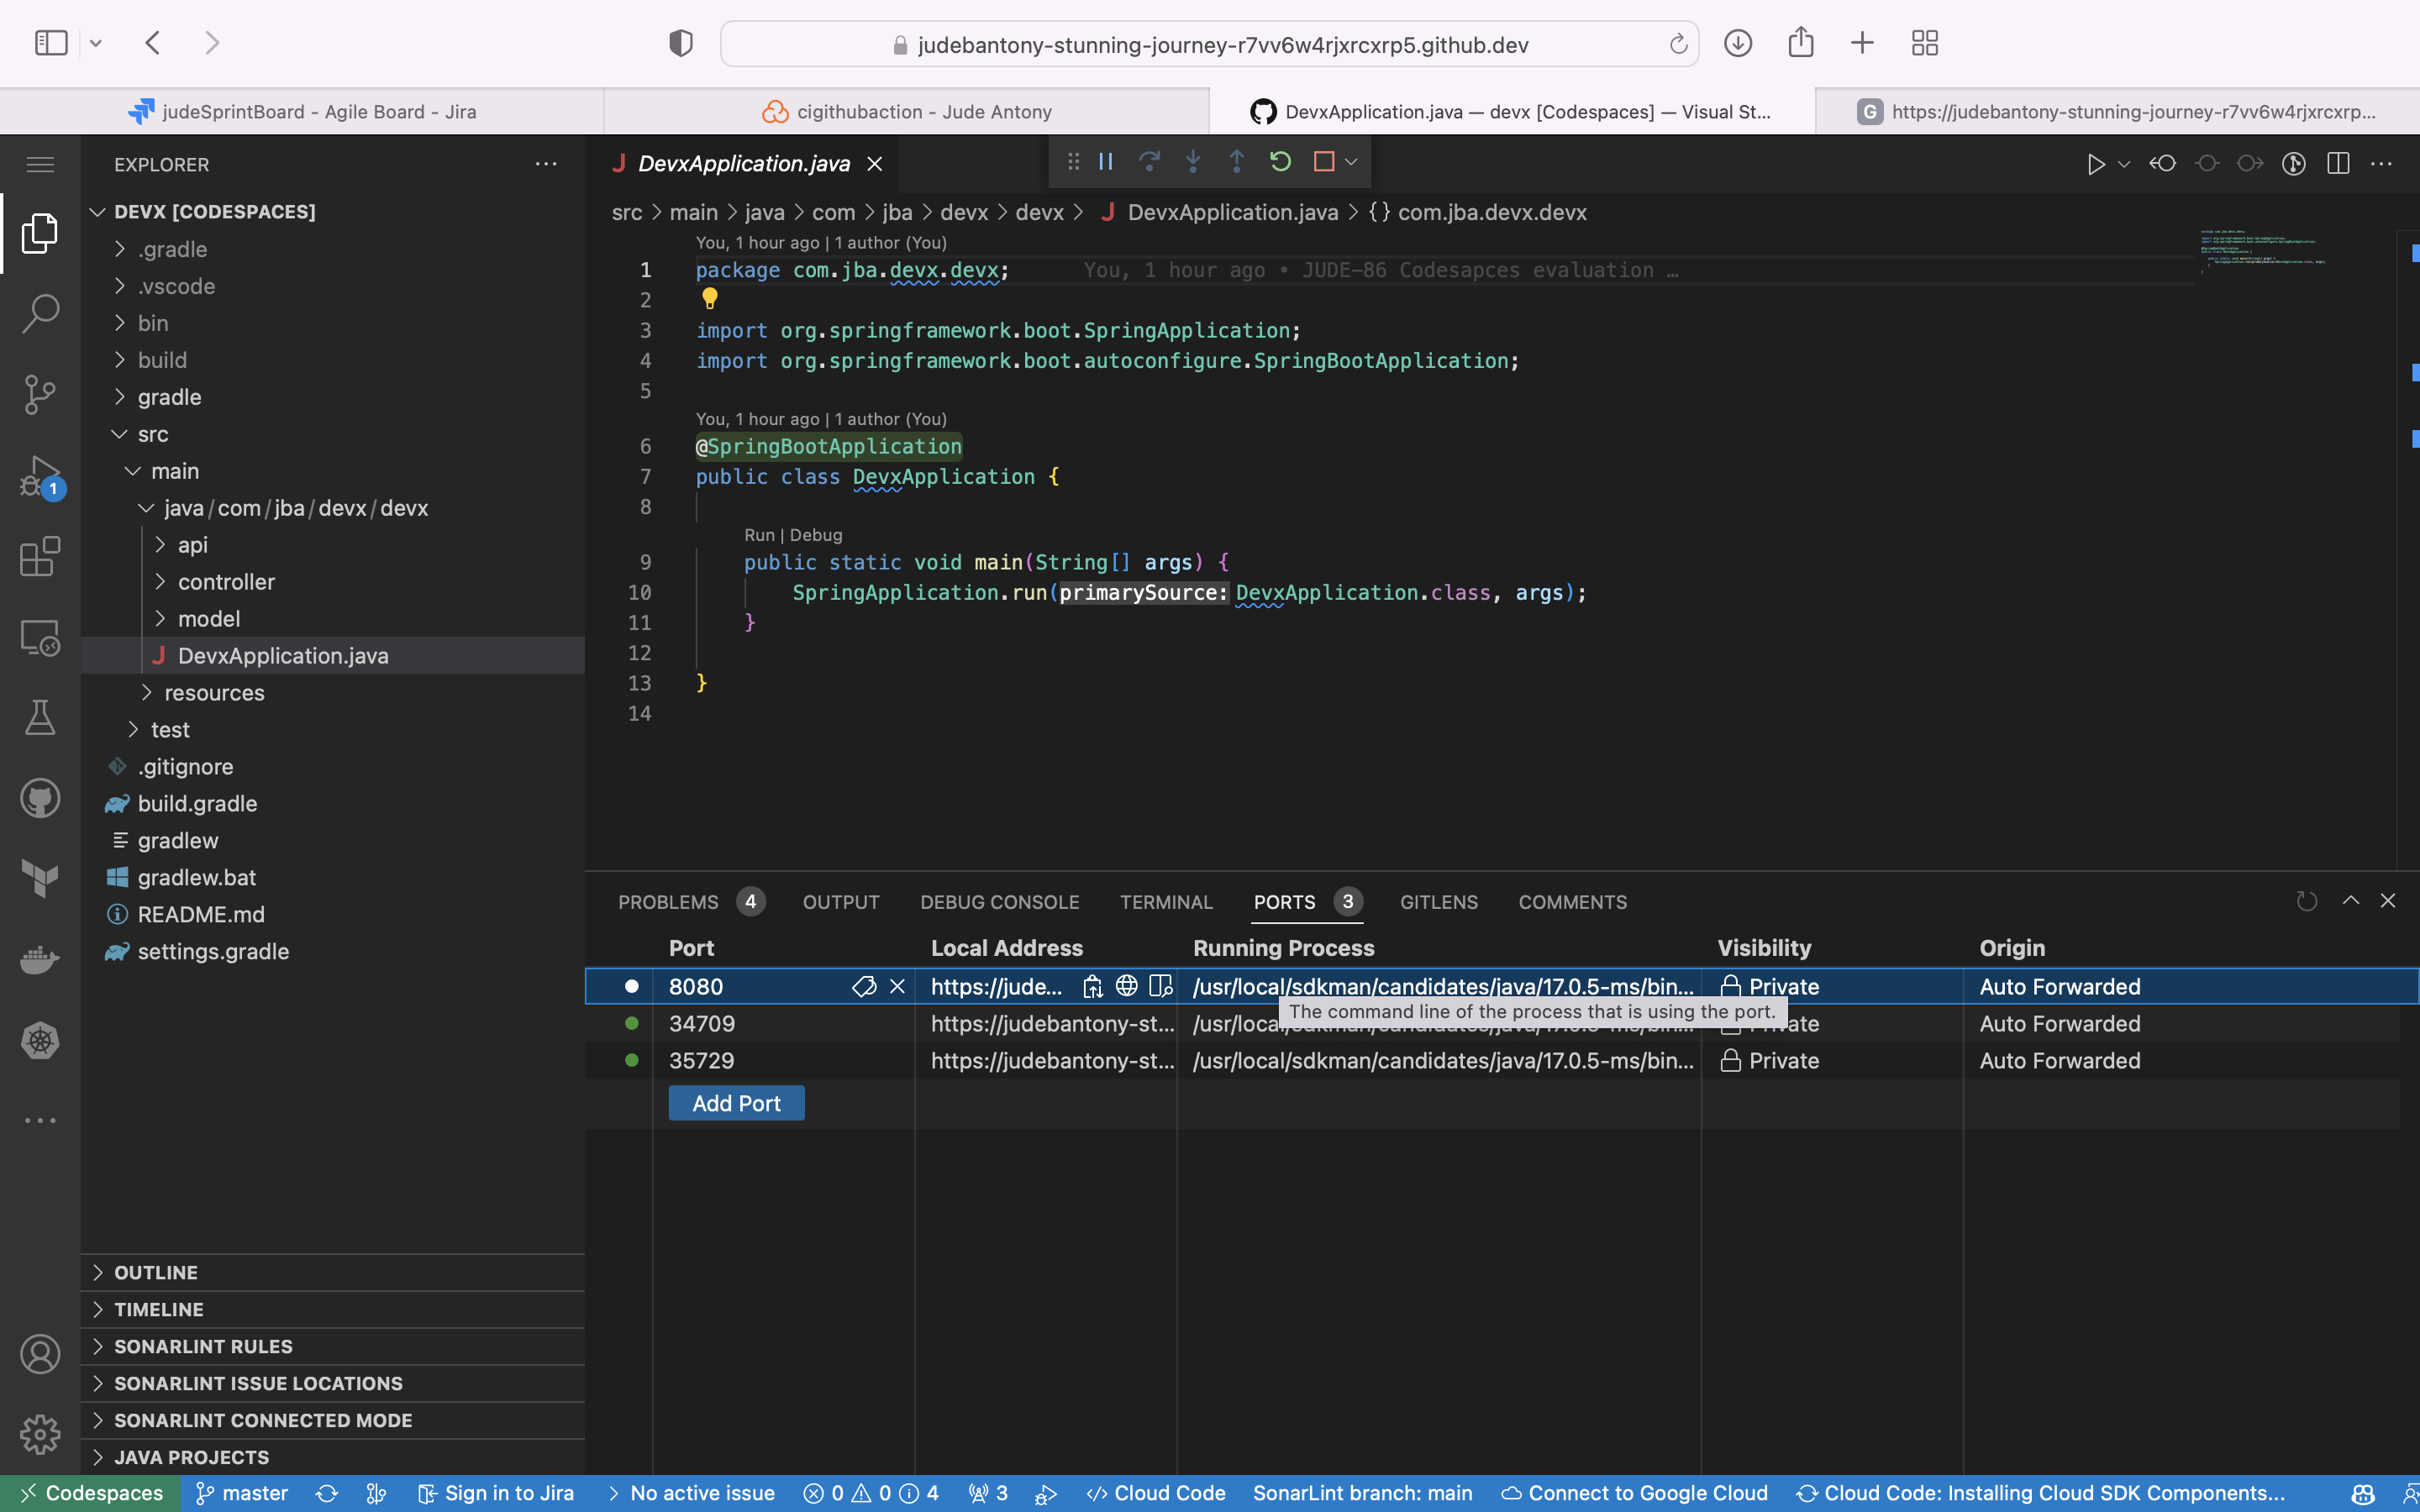 judebantony-stunning-journey-r7vv6w4rjxrcxrp5.github.dev
judeSprintBoard - Agile Board - Jira
cigithubaction - Jude Antony
DevxApplication.java — devx [Codespaces] — Visual St...
G https://judebantony-stunning-journey-r7vv6w4rjxrcxrp...
EXPLORER
DEVX [CODESPACES]
.gradle
.vscode
bin
build
gradle
src
main
java/com/jba/devx/devx
api
controller
model
J DevxApplication.java
resources
test
.gitignore
build.gradle
gradlew
gradlew.bat
README.md
settings.gradle
OUTLINE
TIMELINE
SONARLINT RULES
SONARLINT ISSUE LOCATIONS
SONARLINT CONNECTED MODE
JAVA PROJECTS
1
J DevxApplication.java
src > main > java > com > jba > devx > devx > J DevxApplication.java > {} com.jba.devx.devx
You, 1 hour ago | 1 author (You)
1 package com.jba.devx.devx; You, 1 hour ago • JUDE-86 Codesapces evaluation …
2
3 import org.springframework.boot.SpringApplication;
4 import org.springframework.boot.autoconfigure.SpringBootApplication;
5
You, 1 hour ago | 1 author (You)
6 @SpringBootApplication
7 public class DevxApplication {
8
Run | Debug
9 public static void main(String[] args) {
10 SpringApplication.run(primarySource:DevxApplication.class, args);
11 }
12
13 }
14
PROBLEMS 4 OUTPUT DEBUG CONSOLE TERMINAL PORTS 3 GITLENS COMMENTS
Port Local Address Running Process Visibility Origin
8080 https://jude... /usr/local/sdkman/candidates/java/17.0.5-ms/bin... Private Auto Forwarded
The command line of the process that is using the port.
34709 https://judebantony-st... Auto Forwarded
35729 https://judebantony-st... /usr/local/sdkman/candidates/java/17.0.5-ms/bin... Private Auto Forwarded
Add Port
Codespaces master Sign in to Jira > No active issue 0 0 4 3 Cloud Code SonarLint branch: main Connect to Google Cloud Cloud Code: Installing Cloud SDK Components...